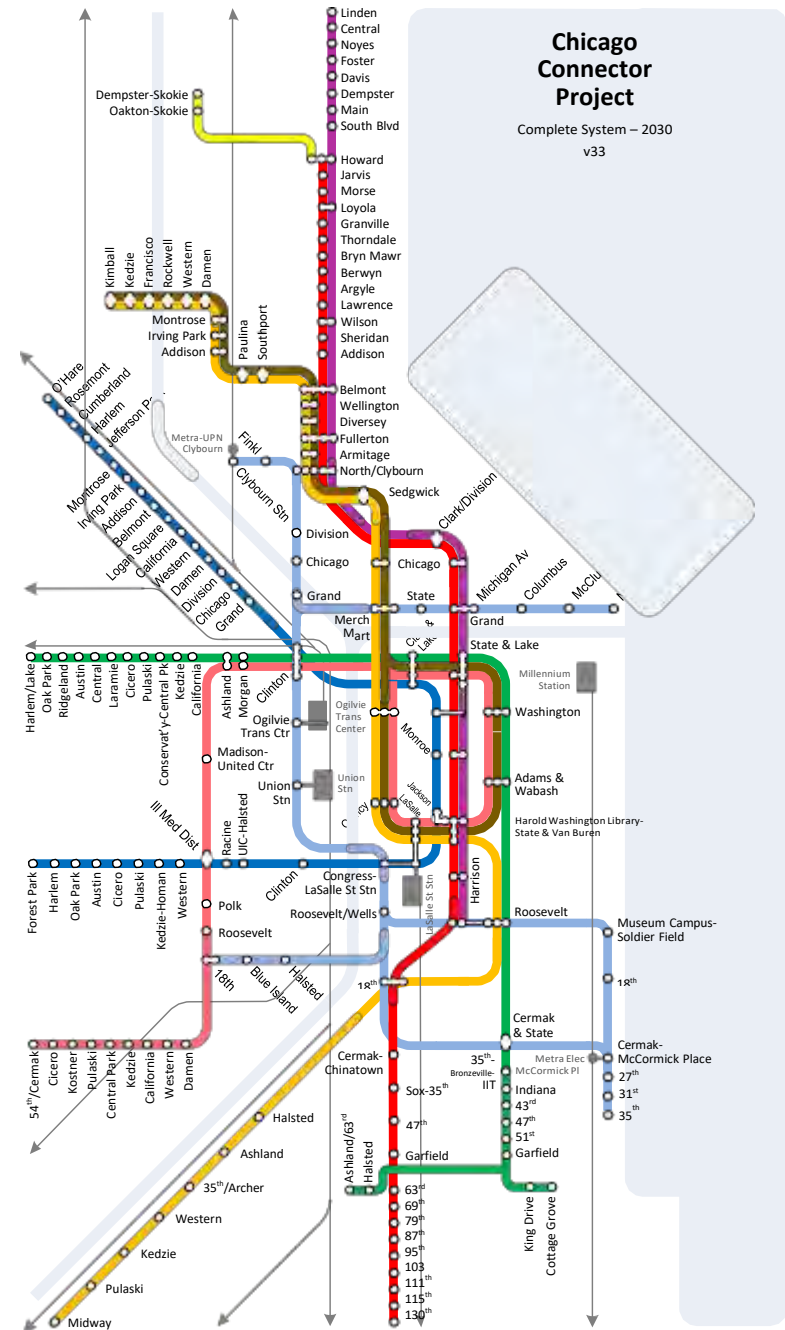 Chicago
Connector
Project
Complete System – 2030
v33
Linden
Central
Noyes
Foster
Davis
Dempster
Main
South Blvd
Dempster-Skokie
Oakton-Skokie
Howard
Jarvis
Morse
Loyola
Granville
Thorndale
Bryn Mawr
Berwyn
Argyle
Lawrence
Wilson
Sheridan
Addison
Kimball
Kedzie
Francisco
Rockwell
Western
Damen
Montrose
Irving Park
Addison
Paulina
Southport
Belmont
Wellington
Diversey
Fullerton
Armitage
North/Clybourn
Sedgwick
Clark/Division
O'Hare
Rosemont
Cumberland
Harlem
Jefferson
Metra-UPN
Clybourn
Finkl
Clybourn Stn
Montrose
Irving Park
Addison
Belmont
Logan Square
California
Western
Damen
Division
Chicago
Grand
Division
Chicago
Grand
Chicago
Michigan Av
Columbus
Merch
Mart
State
Grand
State & Lake
&
Lake
Harlem/Lake
Oak Park
Ridgeland
Austin
Central
Laramie
Cicero
Pulaski
Conservat'y-Central Pk
Kedzie
California
Ashland
Morgan
Clinton
Millennium
Station
Ogilvie
Trans Ctr
Ogilvie
Trans
Center
Washington
Monroe
Madison-
United Ctr
Union
Stn
Union
Stn
Jackson
LaSalle
Adams &
Wabash
Harold Washington Library-
State & Van Buren
Ill Med Dist
Racine
UIC-Halsted
Forest Park
Harlem
Oak Park
Austin
Cicero
Pulaski
Kedzie-Homan
Western
Clinton
Congress-
LaSalle St Stn
LaSalle St Stn
Harrison
Polk
Roosevelt
Roosevelt/Wells
Roosevelt
Museum Campus-
Soldier Field
18th
Blue Island
Halsted
18th
18th
54th/Cermak
Cicero
Kostner
Pulaski
Central Park
Kedzie
California
Western
Damen
Cermak
& State
Cermak-
McCormick Place
Cermak-
Chinatown
35th-
Bronzeville-
IIT
Metra Elec
McCormick Pl
27th
31st
35th
Sox-35th
Indiana
43rd
47th
51st
Garfield
47th
Garfield
Halsted
Ashland
35th/Archer
Western
Kedzie
Pulaski
Midway
Ashland/63rd
Halsted
63rd
69th
79th
87th
95th
103
111th
115th
130th
King Drive
Cottage Grove